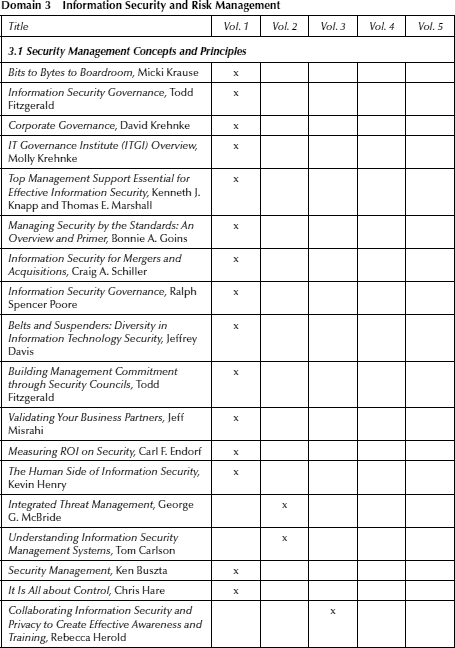 Domain 3 Information Security and Risk Management
Title Vol. 1 Vol. 2 Vol. 3 Vol. 4 Vol. 5
3.1 Security Management Concepts and Principles
Bits to Bytes to Boardroom, Micki Krause x
Information Security Governance, Todd x
Fitzgerald
Corporate Governance, David Krehnke x
IT Governance Institute (ITGI) Overview, x
Molly Krehnke
Top Management Support Essential for x
Effective Information Security, Kenneth J.
Knapp and Thomas E. Marshall
Managing Security by the Standards: An x
Overview and Primer, Bonnie A. Goins
Information Security for Mergers and x
Acquisitions, Craig A. Schiller
Information Security Governance, Ralph x
Spencer Poore
Belts and Suspenders: Diversity in x
Information Technology Security, Jeffrey
Davis
Building Management Commitment x
through Security Councils, Todd
Fitzgerald
Validating Your Business Partners, Jeff x
Misrahi
Measuring ROI on Security, Carl F. Endorf x
The Human Side of Information Security, x
Kevin Henry
Integrated Threat Management, George x
G. McBride
Understanding Information Security x
Management Systems, Tom Carlson
Security Management, Ken Buszta x
It Is All about Control, Chris Hare x
Collaborating Information Security and x
Privacy to Create Effective Awareness and
Training, Rebecca Herold